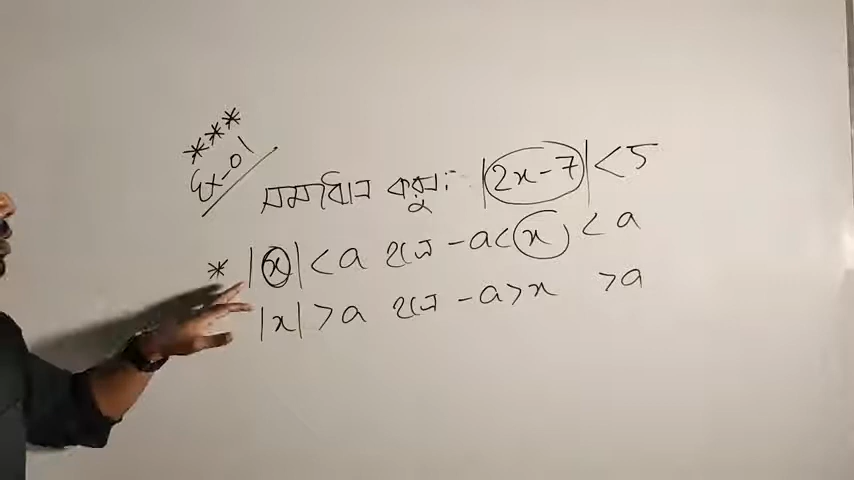 ***
Ex-01
সমাধান করুন: |2x-7| < 5
* |x| < a হলে -a < x < a
|x| > a হলে -a > x > a